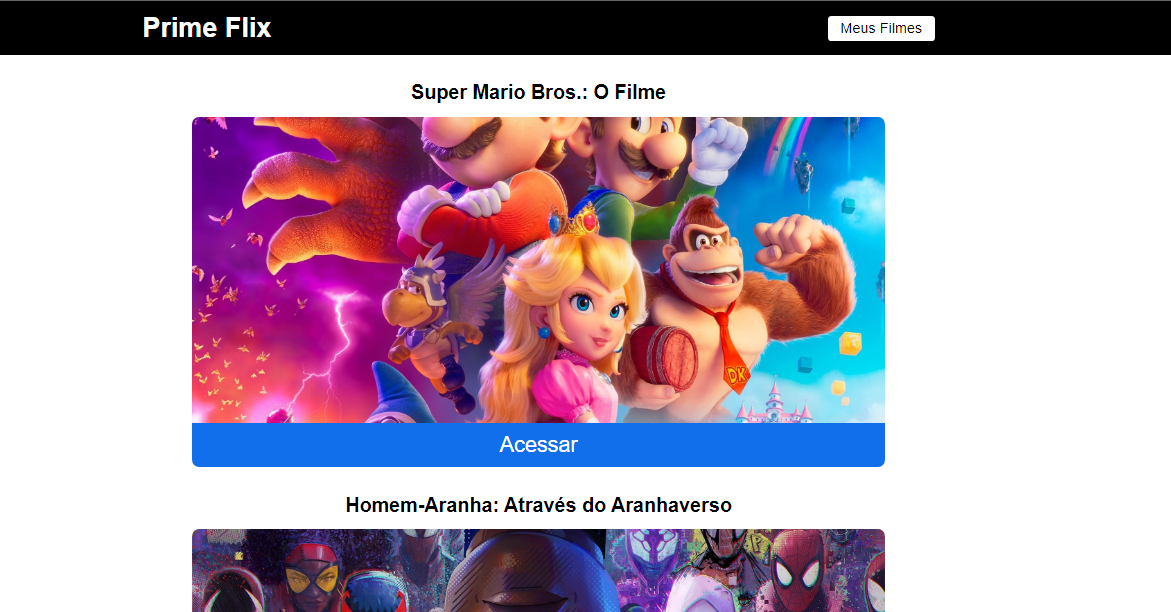 Prime Flix
Meus Filmes
Super Mario Bros.: O Filme
DK
Acessar
Homem-Aranha: Através do Aranhaverso